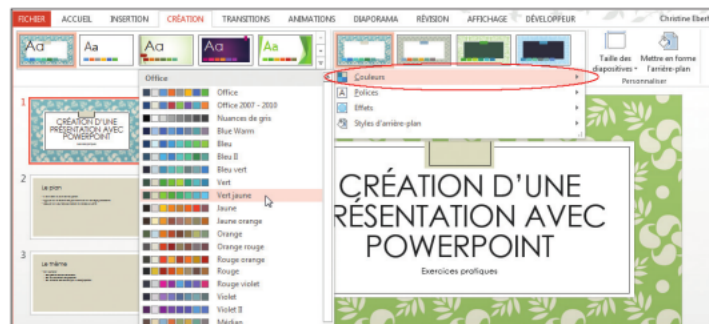 FICHIER ACCUEIL INSERTION CRÉATION TRANSITIONS ANIMATIONS DIAPORAMA RÉVISION AFFICHAGE DÉVELOPPEUR Christine Eberl
Aa Aa Aa Aa Aa
Taille des diapositives
Mettre en forme l'arrière-plan
Personnaliser
Couleurs
Polices
Effets
Styles d'arrière-plan
Office
Office
Office 2007 - 2010
Nuances de gris
Blue Warm
Bleu
Bleu II
Bleu vert
Vert
Vert jaune
Jaune
Jaune orange
Orange
Orange rouge
Rouge orange
Rouge
Rouge violet
Violet
Violet II
Médian
1
CRÉATION D'UNE
PRÉSENTATION AVEC
POWERPOINT
2
Le plan
3
Le thème
CRÉATION D'UNE
RÉSENTATION AVEC
POWERPOINT
Exercices pratiques